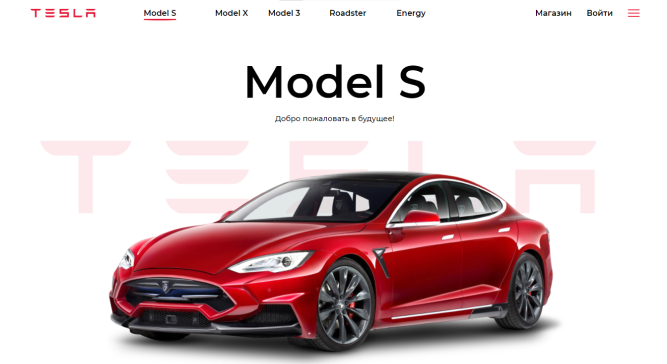 TESLA
Model S Model X Model 3 Roadster Energy Магазин Войти
Model S
Добро пожаловать в будущее!
TESLA